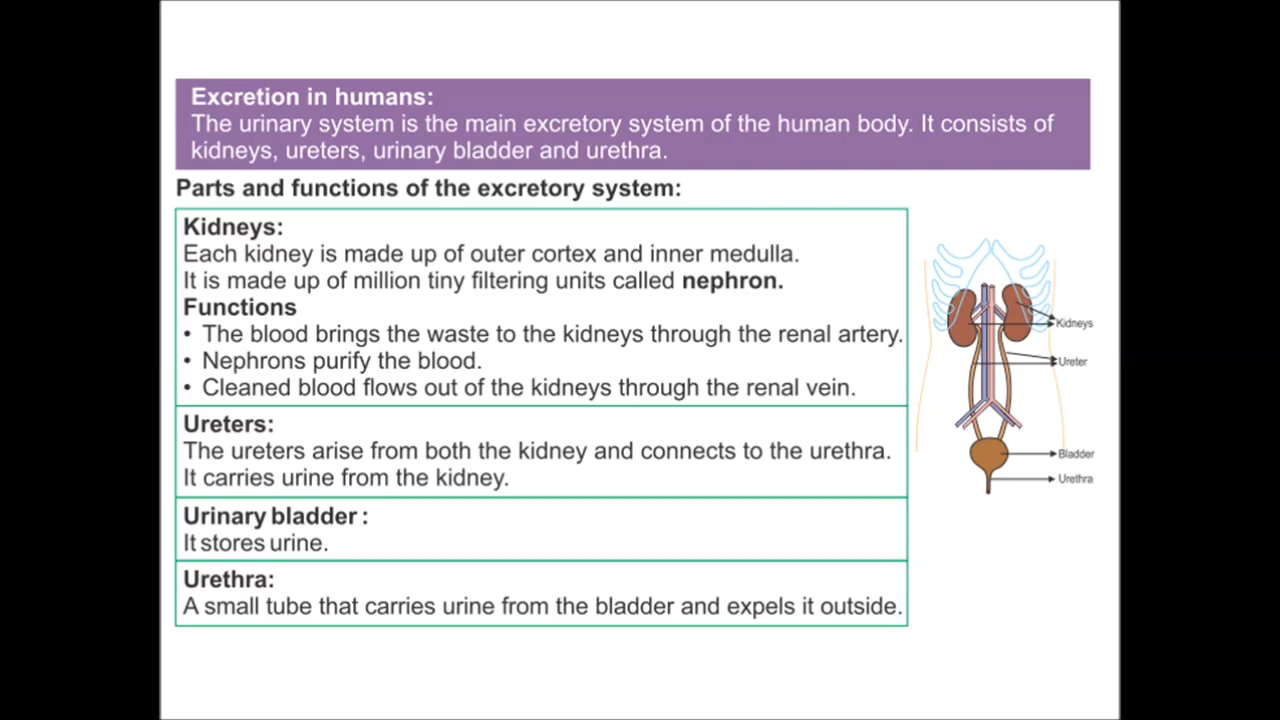 Excretion in humans:
The urinary system is the main excretory system of the human body. It consists of
kidneys, ureters, urinary bladder and urethra.
Parts and functions of the excretory system:
Kidneys:
Each kidney is made up of outer cortex and inner medulla.
It is made up of million tiny filtering units called nephron.
Functions
• The blood brings the waste to the kidneys through the renal artery.
• Nephrons purify the blood.
• Cleaned blood flows out of the kidneys through the renal vein.
Ureters:
The ureters arise from both the kidney and connects to the urethra.
It carries urine from the kidney.
Urinary bladder :
It stores urine.
Urethra:
A small tube that carries urine from the bladder and expels it outside.
Kidneys
Ureter
Bladder
Urethra